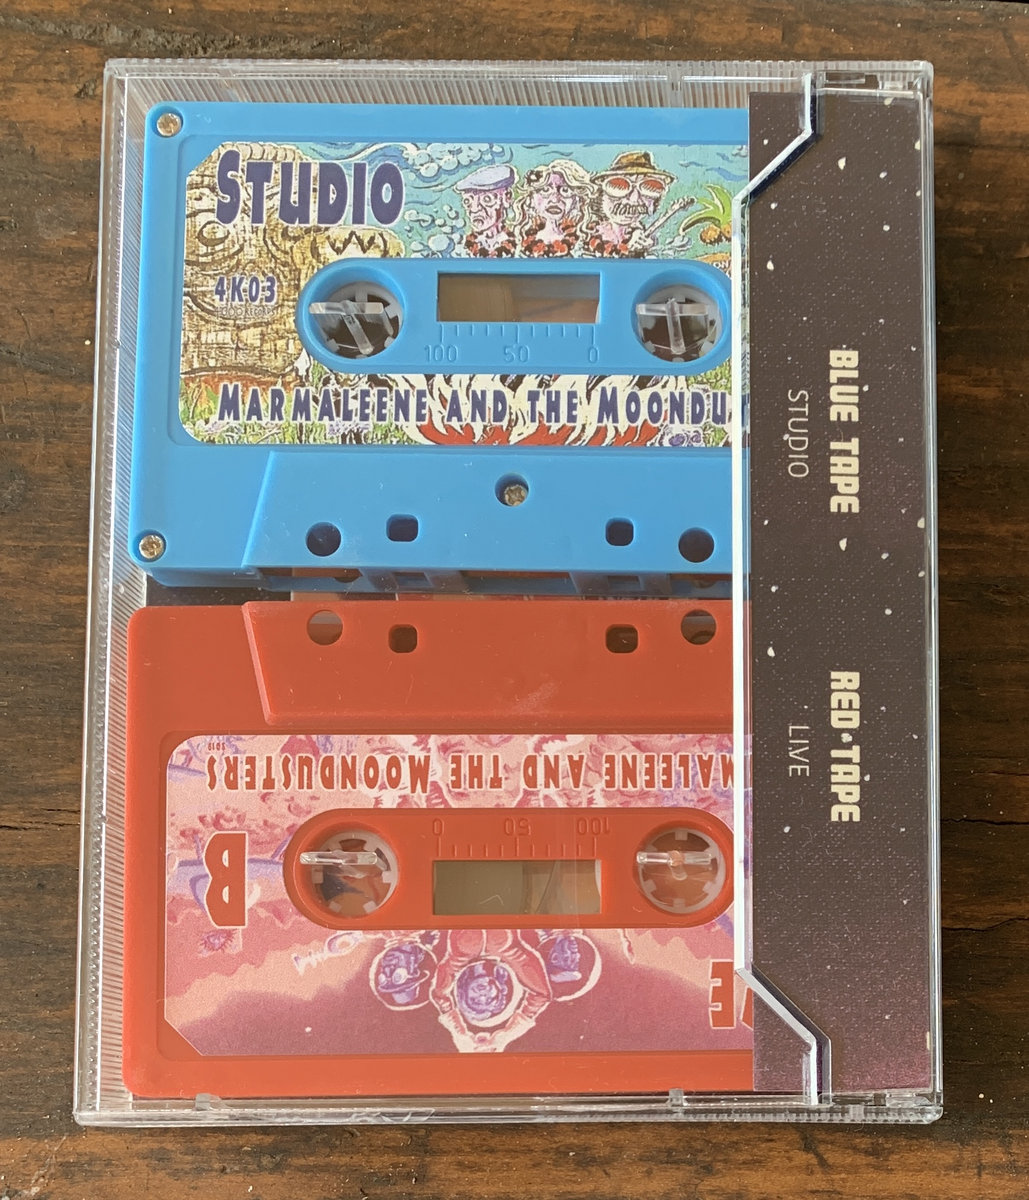 STUDIO
4K03
100 50 0
MARMALEENE AND THE MOONDU
BLUE TAPE
STUDIO
RED TAPE
LIVE
MALEENE AND THE MOONDUSTERS
100 50 0
B